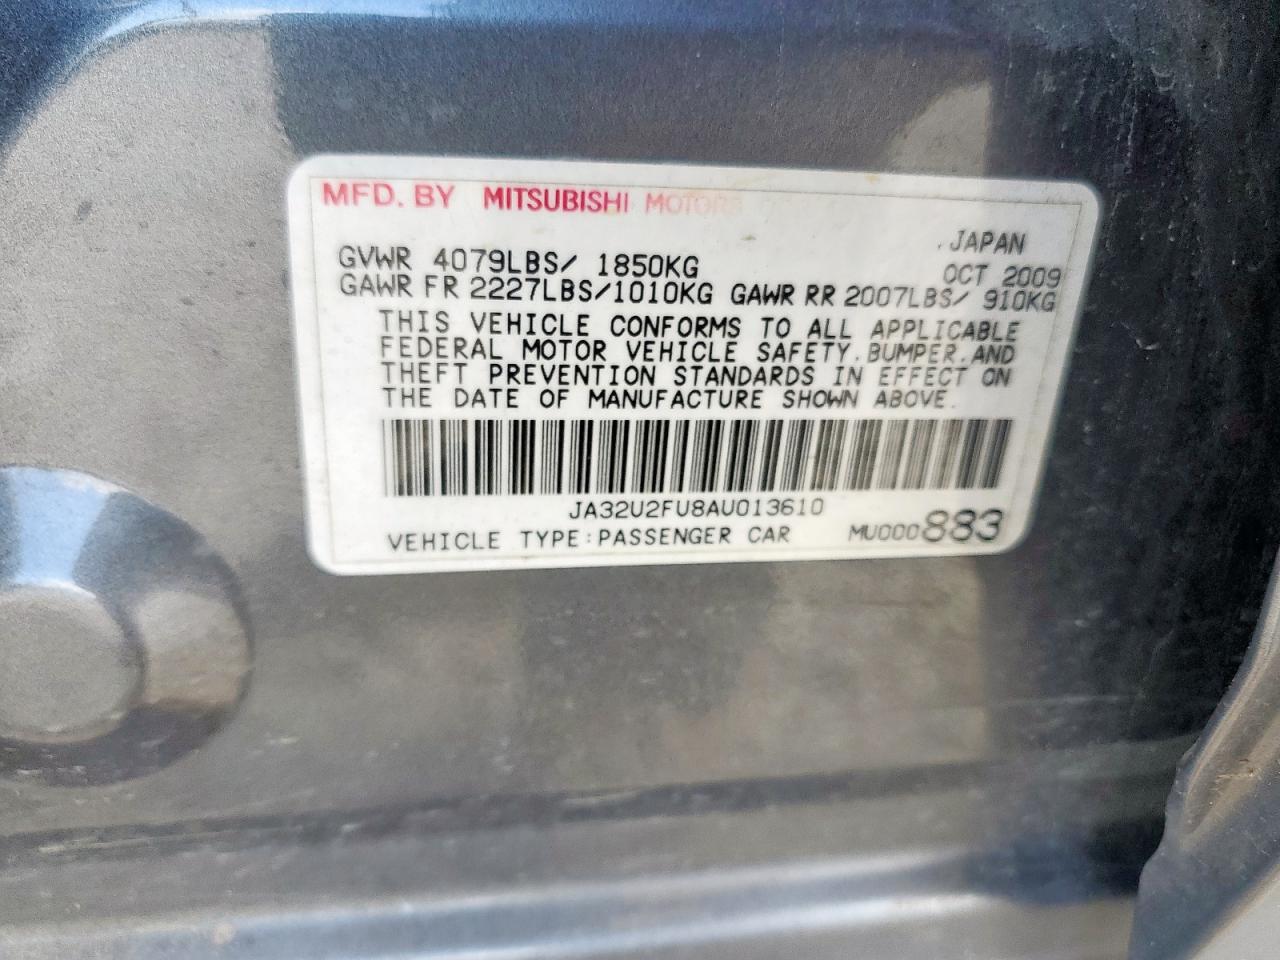 MFD. BY MITSUBISHI MOTORS
.JAPAN
GVWR 4079LBS/ 1850KG OCT 2009
GAWR FR 2227LBS/1010KG GAWR RR 2007LBS/ 910KG
THIS VEHICLE CONFORMS TO ALL APPLICABLE
FEDERAL MOTOR VEHICLE SAFETY.BUMPER.AND
THEFT PREVENTION STANDARDS IN EFFECT ON
THE DATE OF MANUFACTURE SHOWN ABOVE.
JA32U2FU8AU013610
VEHICLE TYPE:PASSENGER CAR MU000883